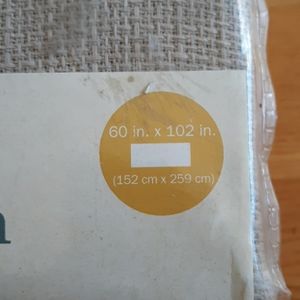 60 in. x 102 in.
(152 cm x 259 cm)